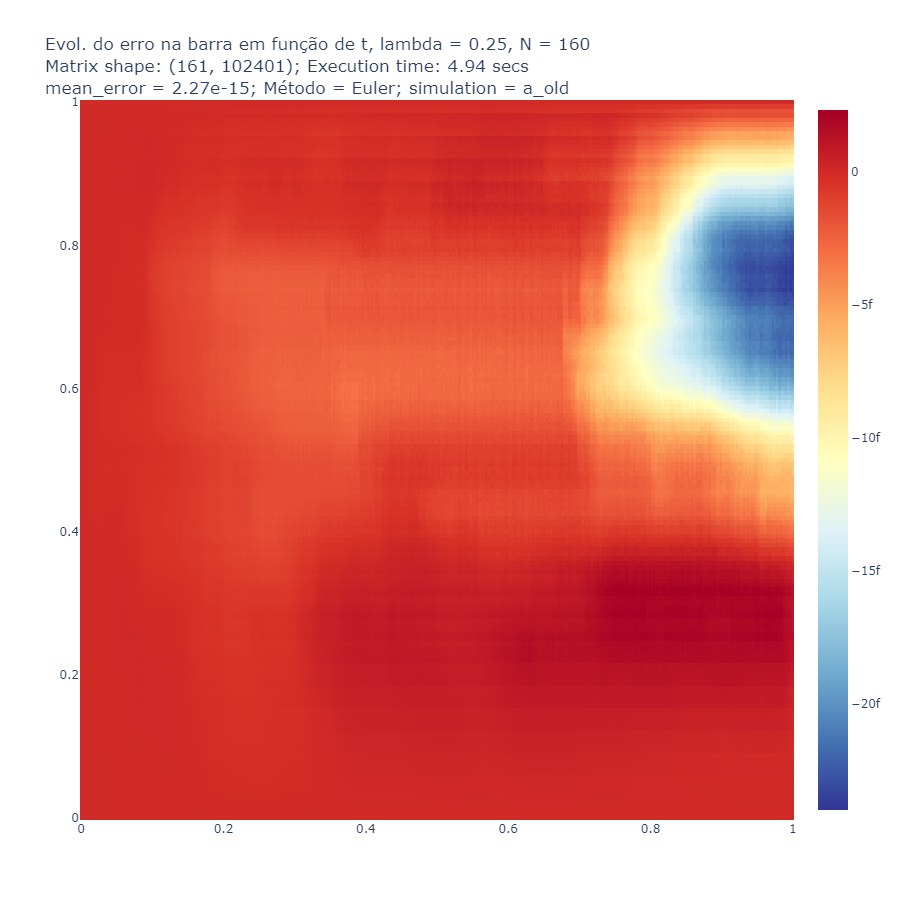 Evol. do erro na barra em função de t, lambda = 0.25, N = 160
Matrix shape: (161, 102401); Execution time: 4.94 secs
mean_error = 2.27e-15; Método = Euler; simulation = a_old
1
0.8
0.6
0.4
0.2
0
0
0.2
0.4
0.6
0.8
1
0
−5f
−10f
−15f
−20f